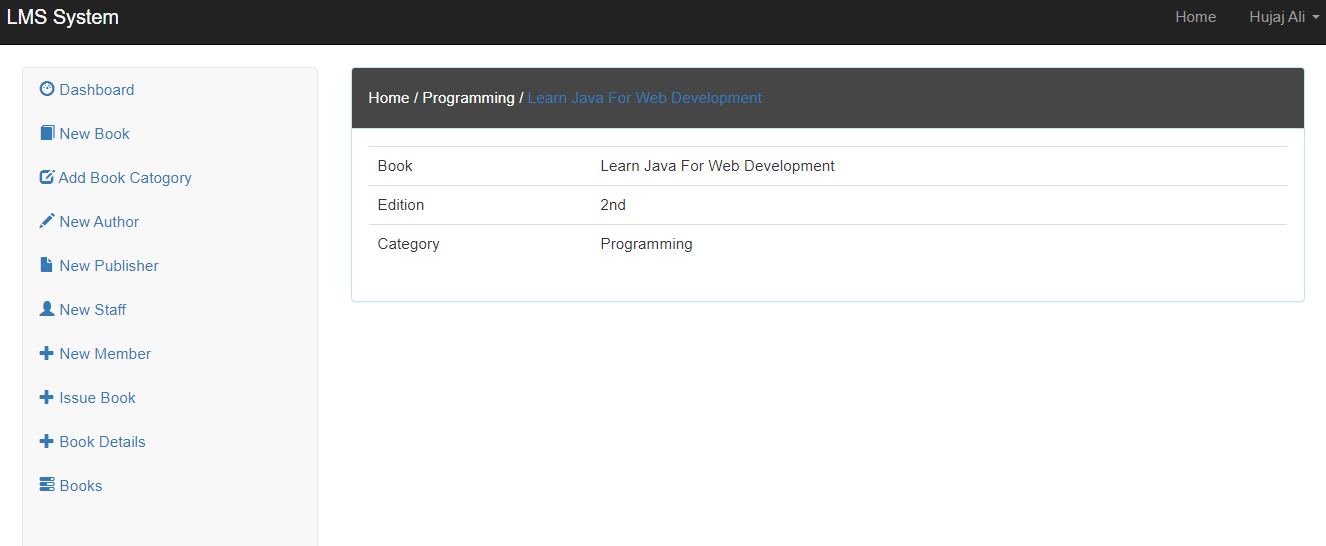 LMS System
Home
Hujaj Ali
Dashboard
New Book
Add Book Catogory
New Author
New Publisher
New Staff
New Member
Issue Book
Book Details
Books
Home / Programming / Learn Java For Web Development
Book Learn Java For Web Development
Edition 2nd
Category Programming